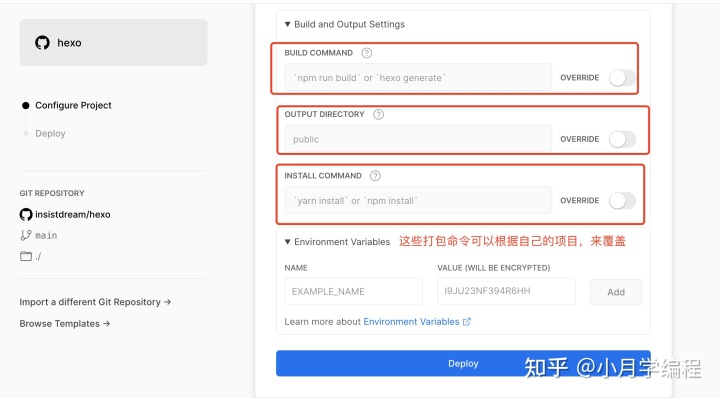 hexo
Configure Project
Deploy
GIT REPOSITORY
insistdream/hexo
main
./
Import a different Git Repository →
Browse Templates →
▼ Build and Output Settings
BUILD COMMAND ?
`npm run build` or `hexo generate`
OVERRIDE
OUTPUT DIRECTORY ?
public
OVERRIDE
INSTALL COMMAND ?
`yarn install` or `npm install`
OVERRIDE
▼ Environment Variables 这些打包命令可以根据自己的项目，来覆盖
NAME
VALUE (WILL BE ENCRYPTED)
EXAMPLE_NAME
I9JU23NF394R6HH
Add
Learn more about Environment Variables
Deploy
知乎 @小月学编程